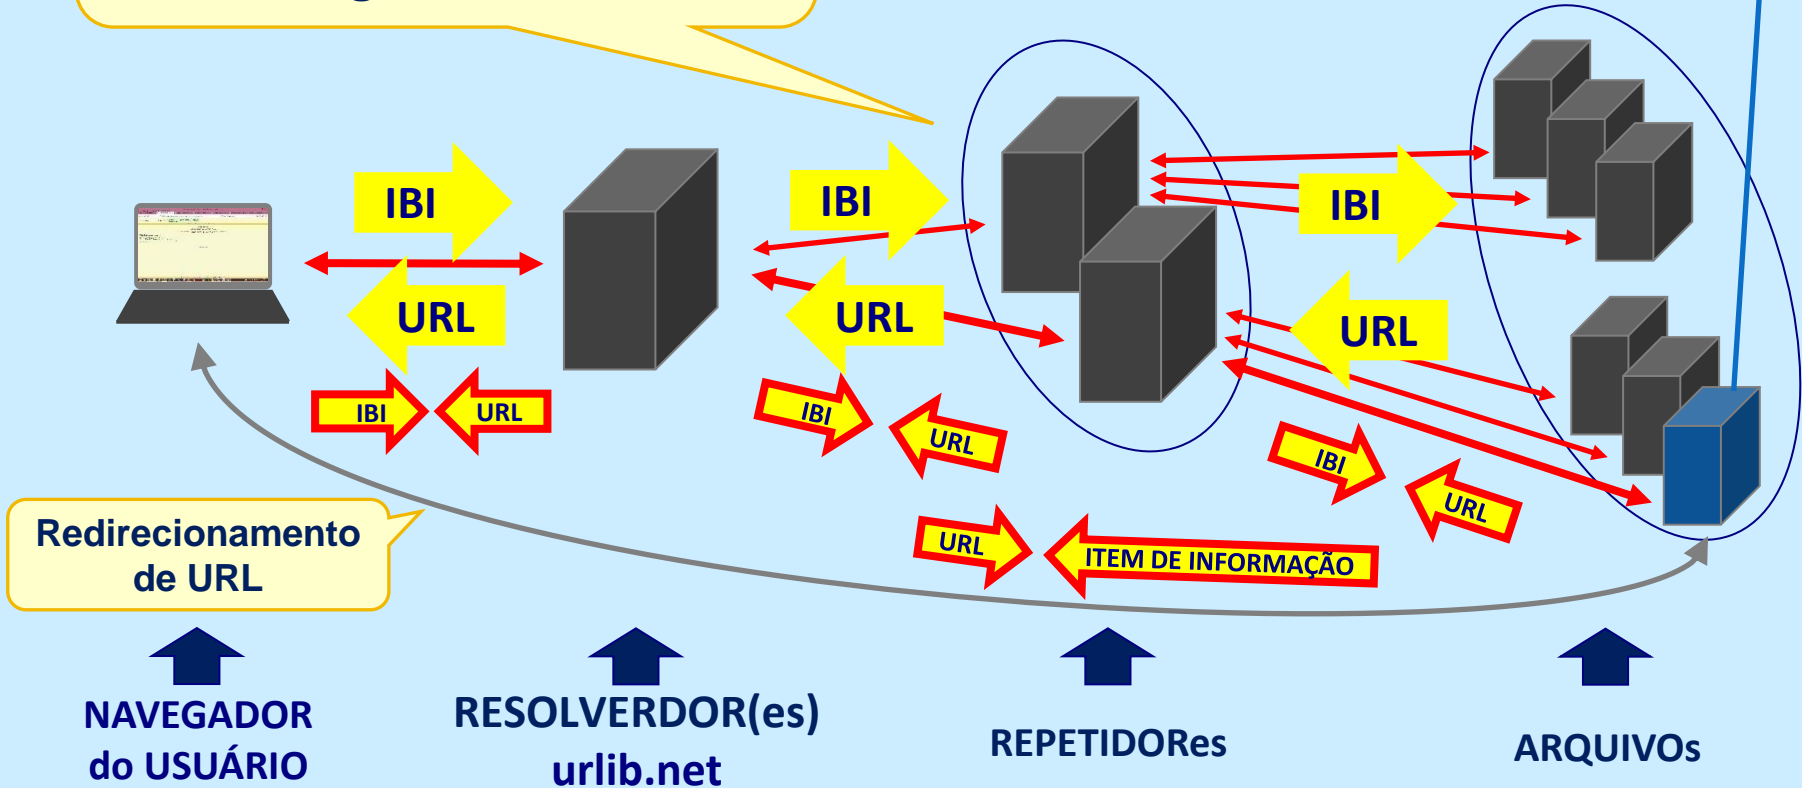 IBI
IBI
IBI
URL
URL
URL
IBI
URL
IBI
URL
IBI
URL
URL
ITEM DE INFORMAÇÃO
Redirecionamento
de URL
NAVEGADOR
do USUÁRIO
RESOLVERDOR(es)
urlib.net
REPETIDORes
ARQUIVOs